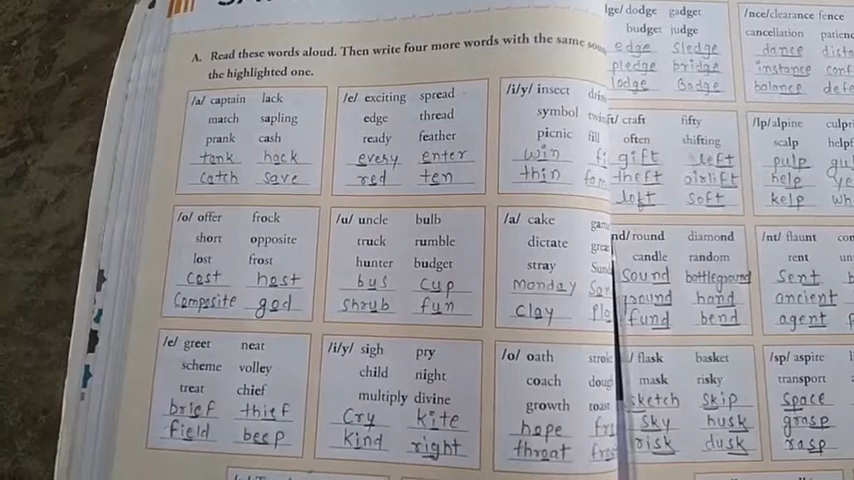 A. Read these words aloud. Then write four more words with the same
the highlighted one.
/a/ captain lack
march sapling
prank cash
tank hack
catch save
/e/ exciting spread
edge thread
ready feather
every enter
red ten
/i/y/ insect
symbol
picnic fill
win
thin
/o/ offer frock
short opposite
lost frost
cost host
Composite god
/u/ uncle bulb
truck rumble
hunter budget
bus cup
shrub fun
/a/ cake
dictate
stray
monday
clay
/e/ greet near
scheme volley
treat chief
brief thief
field beep
/i/y/ sigh pry
child night
multiply divine
Cry kite
kind right
/o/ oath
coach
growth roast
hope
throat
dodge gadget
budget judge
edge Sledge
pledge bridge
lodge Badge
/nce/clearance fence
cancellation
dance
instance
balance
craft fifty
often shifting
gift left
theft airlift
loft soft
/lp/alpine
scalp
pulp
help
kelp
round diamond
candle random
Sound battleground
ground hand
fund bend
/nt/ flaunt
rent
Sent
ancient
agent
flask basket
mask risky
sketch skip
sky husk
risk dusk
/sp/ aspire
transport
Space
grasp
rasp